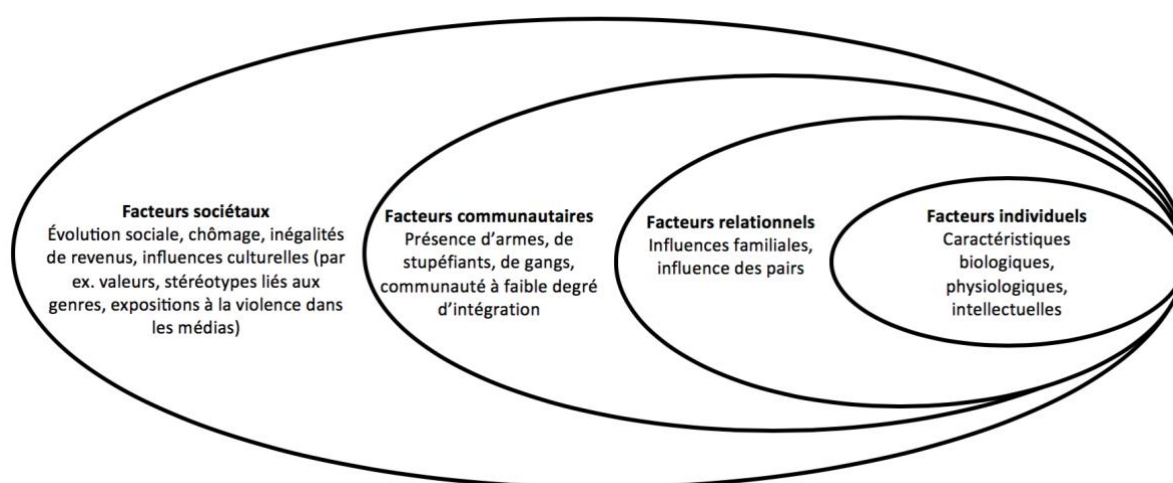 Facteurs sociétaux
Évolution sociale, chômage, inégalités
de revenus, influences culturelles (par
ex. valeurs, stéréotypes liés aux
genres, expositions à la violence dans
les médias)
Facteurs communautaires
Présence d'armes, de
stupéfiants, de gangs,
communauté à faible degré
d'intégration
Facteurs relationnels
Influences familiales,
influence des pairs
Facteurs individuels
Caractéristiques
biologiques,
physiologiques,
intellectuelles